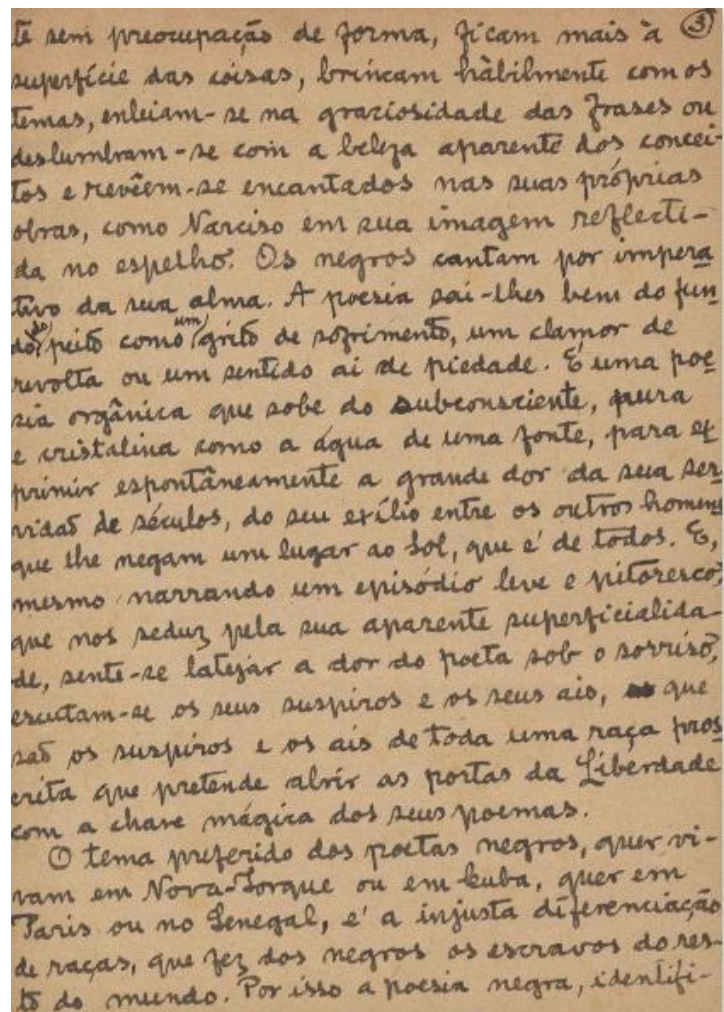 te sem preocupação de forma, ficam mais à ③
superfície das coisas, brincam hàbilmente com os
temas, enleiam-se na graciosidade das frases ou
deslumbram-se com a beleza aparente dos concei-
tos e revêem-se encantados nas suas próprias
obras, como Narciso em sua imagem reflecti-
da no espelho. Os negros cantam por impera
tivo da sua alma. A poesia sai-lhes bem do fun
do do peito como um grito de sofrimento, um clamor de
revolta ou um sentido ai de piedade. É uma poe
sia orgânica que sobe do subconsciente, pura
e cristalina como a água de uma fonte, para ex
primir espontâneamente a grande dor da sua ser
vidão de séculos, do seu exílio entre os outros homens
que lhe negam um lugar ao Sol, que é de todos. E,
mesmo narrando um episódio leve e pitoresco,
que nos seduz pela sua aparente superficialida-
de, sente-se latejar a dor do poeta sob o sorriso,
escutam-se os seus suspiros e os seus ais, que
são os suspiros e os ais de toda uma raça pros
crita que pretende abrir as portas da Liberdade
com a chave mágica dos seus poemas.
O tema preferido dos poetas negros, quer vi-
vam em Nova-Iorque ou em Cuba, quer em
Paris ou no Senegal, é a injusta diferenciação
de raças, que fez dos negros os escravos do res-
to do mundo. Por isso a poesia negra, identifi-